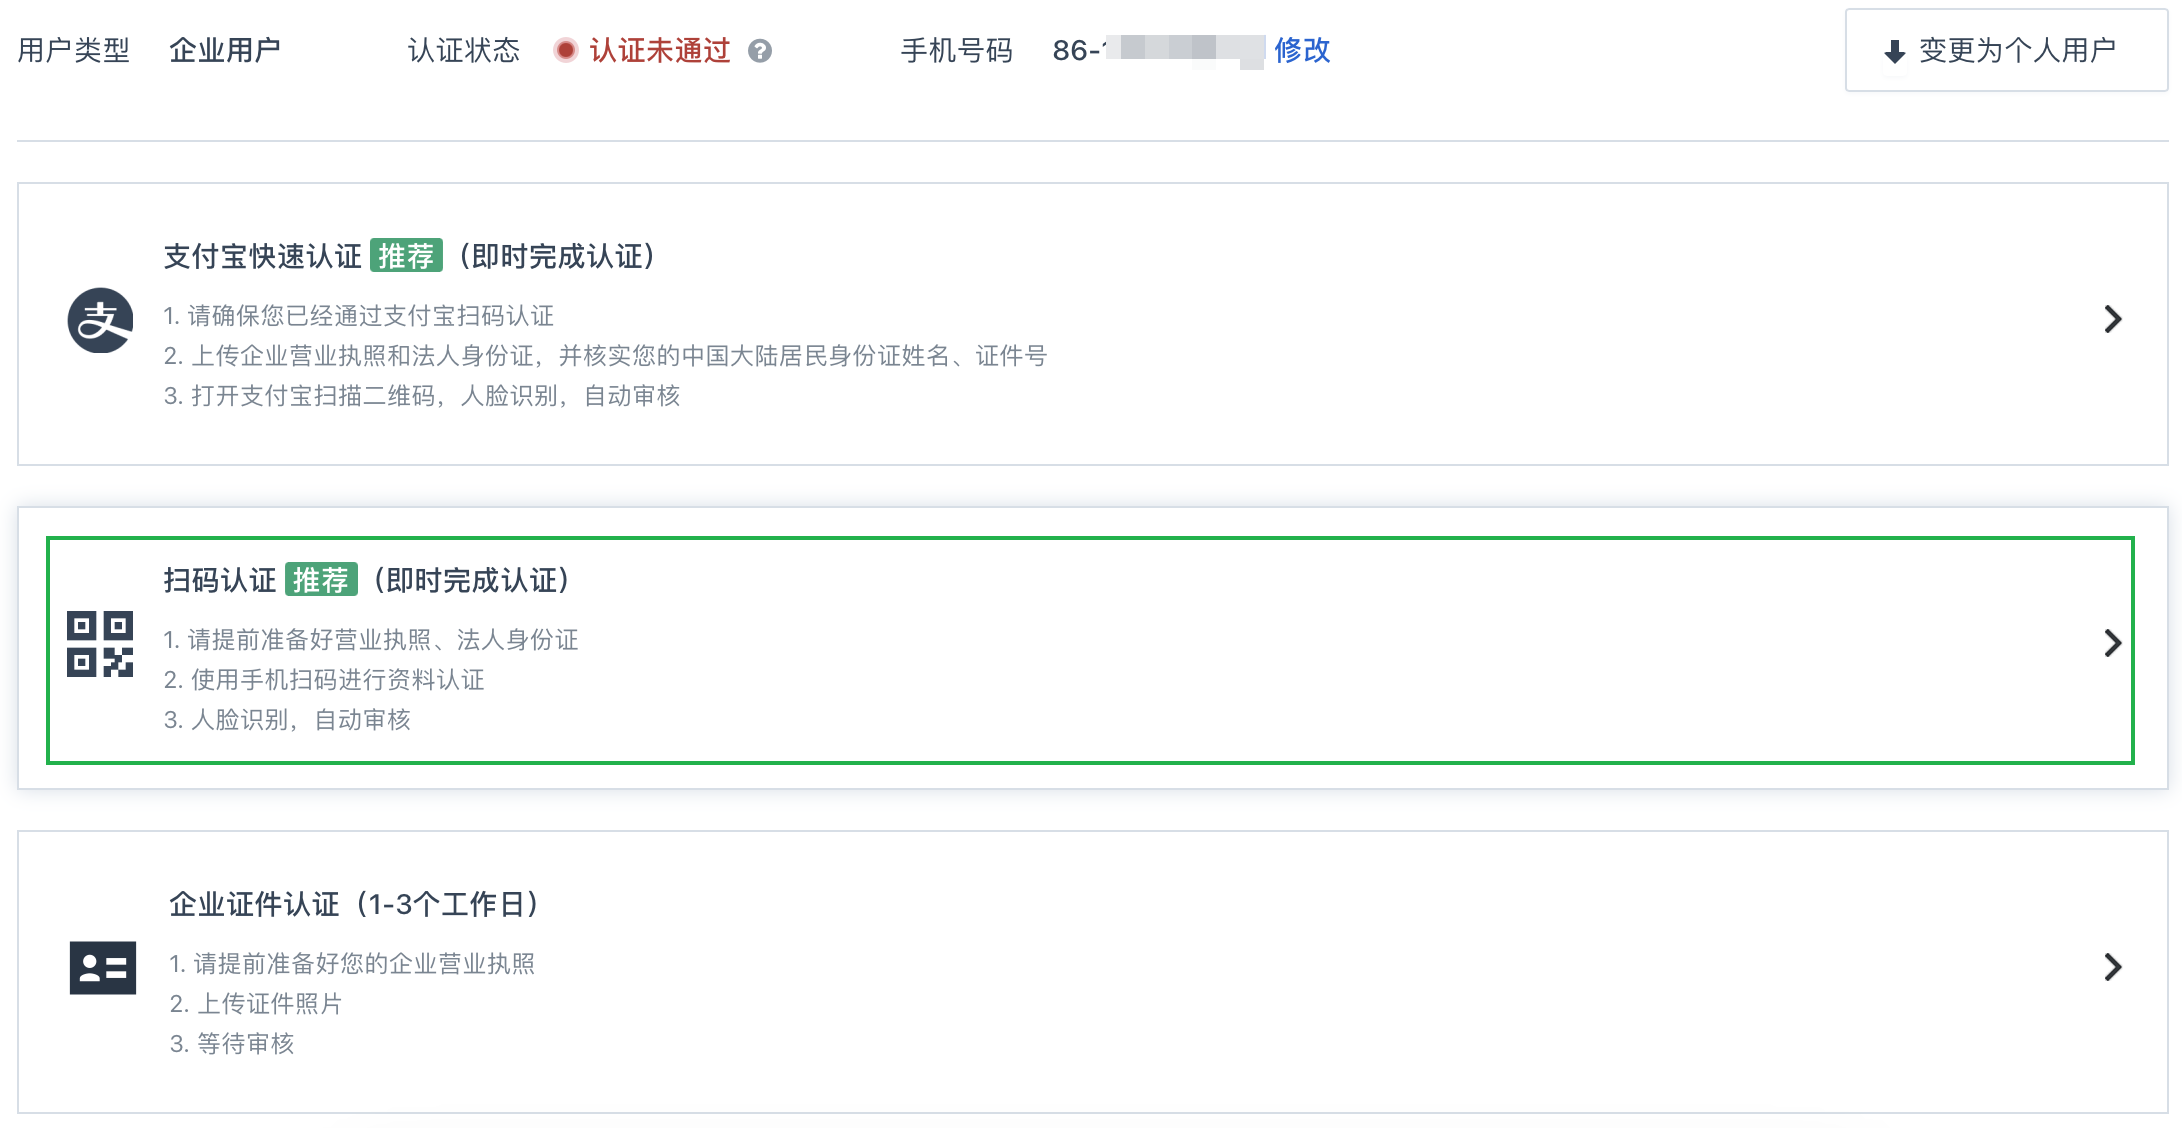 用户类型 企业用户 认证状态 认证未通过 手机号码 86- 修改 变更为个人用户
支付宝快速认证 推荐（即时完成认证）
1. 请确保您已经通过支付宝扫码认证
2. 上传企业营业执照和法人身份证，并核实您的中国大陆居民身份证姓名、证件号
3. 打开支付宝扫描二维码，人脸识别，自动审核
扫码认证 推荐（即时完成认证）
1. 请提前准备好营业执照、法人身份证
2. 使用手机扫码进行资料认证
3. 人脸识别，自动审核
企业证件认证（1-3个工作日）
1. 请提前准备好您的企业营业执照
2. 上传证件照片
3. 等待审核